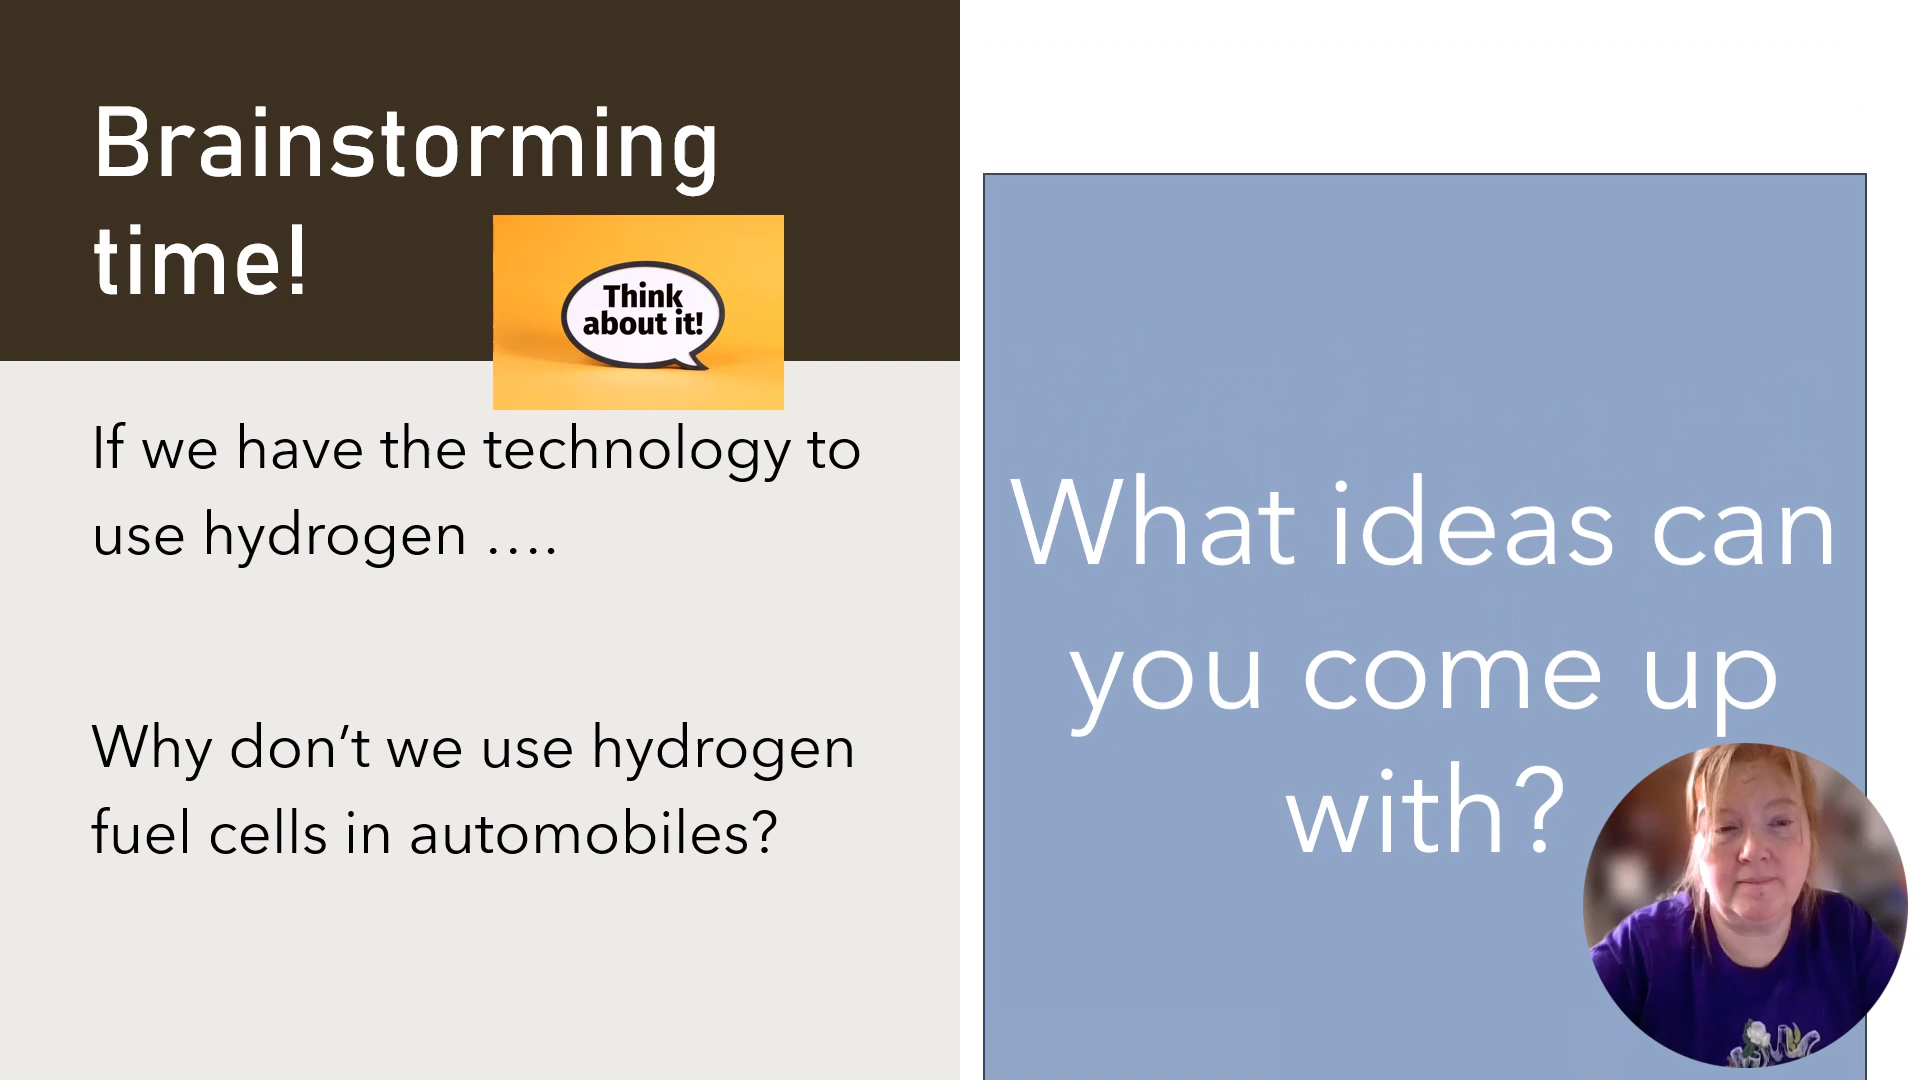 Brainstorming
time!
Think
about it!
If we have the technology to
use hydrogen ….
Why don’t we use hydrogen
fuel cells in automobiles?
What ideas can
you come up
with?